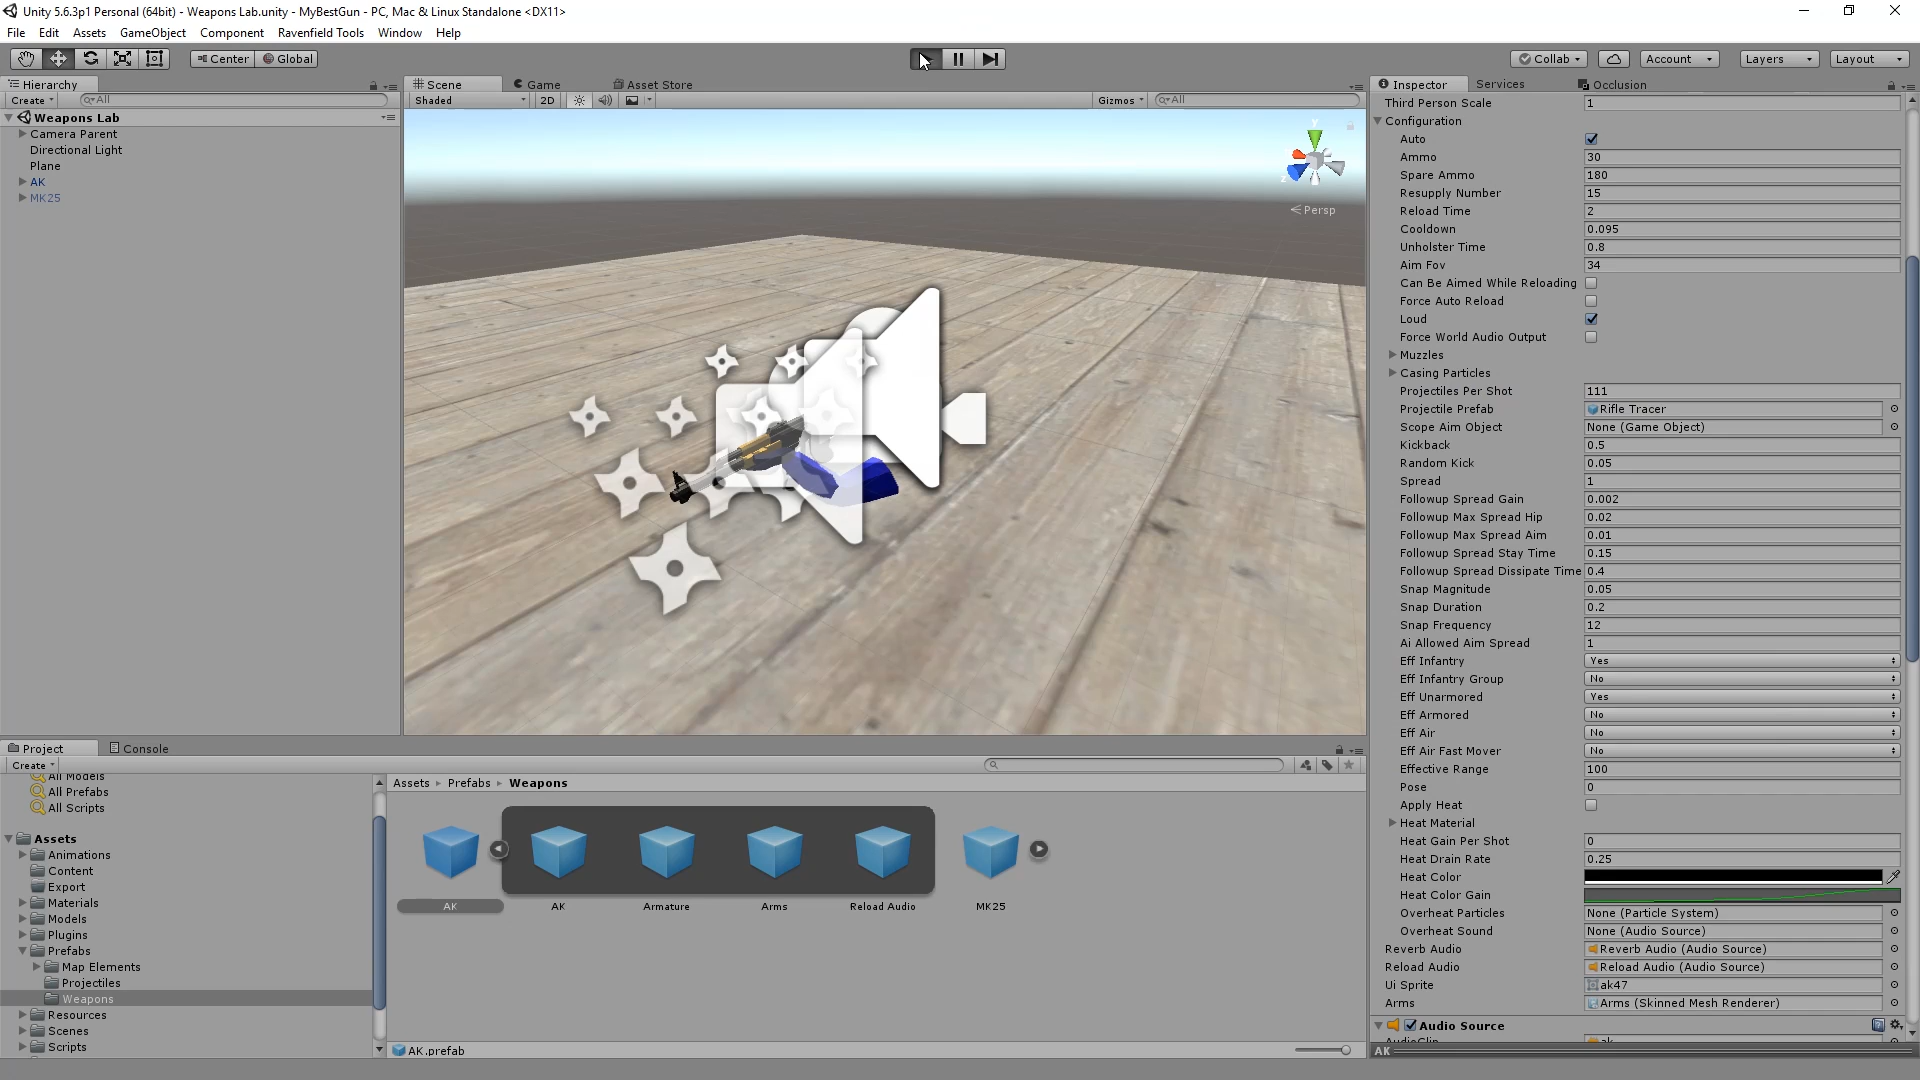 Unity 5.6.3p1 Personal (64bit) - Weapons Lab.unity - MyBestGun - PC, Mac & Linux Standalone <DX11>
File Edit Assets GameObject Component Ravenfield Tools Window Help
Center Global Collab Account Layers Layout
Hierarchy
Create All
Weapons Lab
Camera Parent
Directional Light
Plane
AK
MK25
Scene Game Asset Store
Shaded 2D Gizmos All
y
z
Persp
Inspector Services Occlusion
Third Person Scale 1
Configuration
Auto
Ammo 30
Spare Ammo 180
Resupply Number 15
Reload Time 2
Cooldown 0.095
Unholster Time 0.8
Aim Fov 34
Can Be Aimed While Reloading
Force Auto Reload
Loud
Force World Audio Output
Muzzles
Casing Particles
Projectiles Per Shot 111
Projectile Prefab Rifle Tracer
Scope Aim Object None (Game Object)
Kickback 0.5
Random Kick 0.05
Spread 1
Followup Spread Gain 0.002
Followup Max Spread Hip 0.02
Followup Max Spread Aim 0.01
Followup Spread Stay Time 0.15
Followup Spread Dissipate Time 0.4
Snap Magnitude 0.05
Snap Duration 0.2
Snap Frequency 12
Ai Allowed Aim Spread 1
Eff Infantry Yes
Eff Infantry Group No
Eff Unarmored Yes
Eff Armored No
Eff Air No
Eff Air Fast Mover No
Effective Range 100
Pose 0
Apply Heat
Heat Material
Heat Gain Per Shot 0
Heat Drain Rate 0.25
Heat Color
Heat Color Gain
Overheat Particles None (Particle System)
Overheat Sound None (Audio Source)
Reverb Audio Reverb Audio (Audio Source)
Reload Audio Reload Audio (Audio Source)
Ui Sprite ak47
Arms Arms (Skinned Mesh Renderer)
Audio Source
AudioClip ak
AK
Project Console
Create
All Models
All Prefabs
All Scripts
Assets
Animations
Content
Export
Materials
Models
Plugins
Prefabs
Map Elements
Projectiles
Weapons
Resources
Scenes
Scripts
Assets Prefabs Weapons
AK AK Armature Arms Reload Audio MK25
AK.prefab